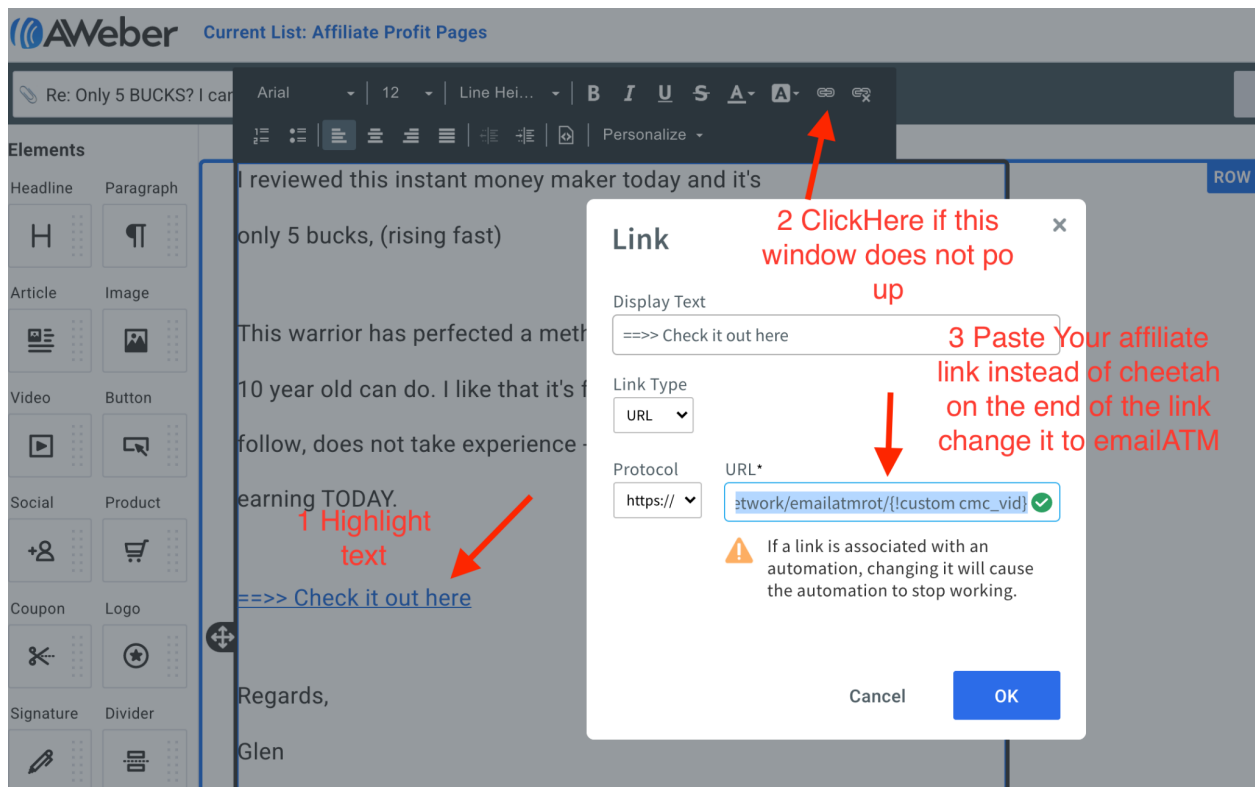 AWeber
Current List: Affiliate Profit Pages
Re: Only 5 BUCKS? I can
Arial
12
Line Hei...
B I U S A A
Personalize
Elements
Headline
Paragraph
Article
Image
Video
Button
Social
Product
Coupon
Logo
Signature
Divider
ROW
I reviewed this instant money maker today and it's
only 5 bucks, (rising fast)
This warrior has perfected a meth
10 year old can do. I like that it's f
follow, does not take experience -
earning TODAY.
==>> Check it out here
Regards,
Glen
1 Highlight
text
2 ClickHere if this
window does not po
up
3 Paste Your affiliate
link instead of cheetah
on the end of the link
change it to emailATM
Link
Display Text
==>> Check it out here
Link Type
URL
Protocol
https://
URL*
etwork/emailatmrot/{!custom cmc_vid}
If a link is associated with an
automation, changing it will cause
the automation to stop working.
Cancel
OK